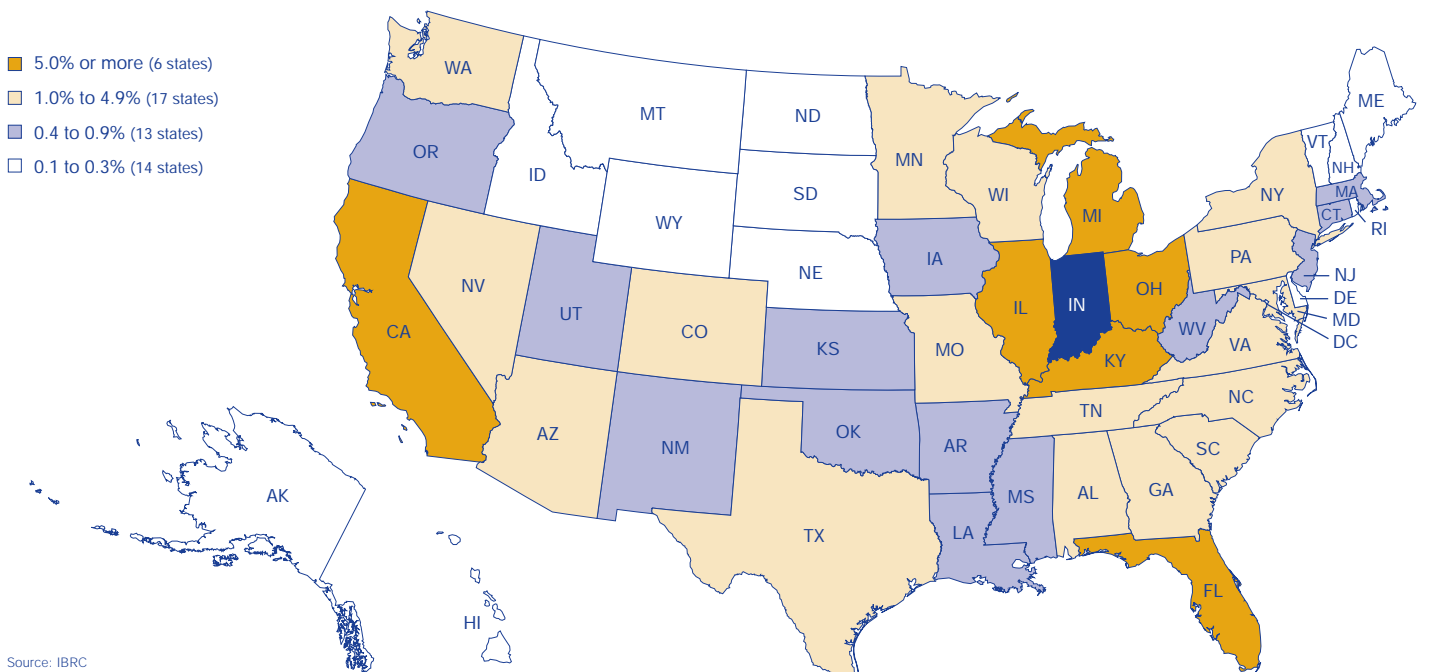 5.0% or more (6 states)
1.0% to 4.9% (17 states)
0.4 to 0.9% (13 states)
0.1 to 0.3% (14 states)
WA
MT
ND
ME
OR
MN
VT
ID
SD
WI
NH
NY
MA
WY
MI
CT.
RI
NE
IA
PA
NV
NJ
UT
IL
IN
OH
DE
CA
CO
MD
KS
MO
WV
VA
DC
KY
NC
TN
AZ
NM
OK
AR
SC
AK
MS
AL
GA
TX
LA
FL
HI
Source: IBRC